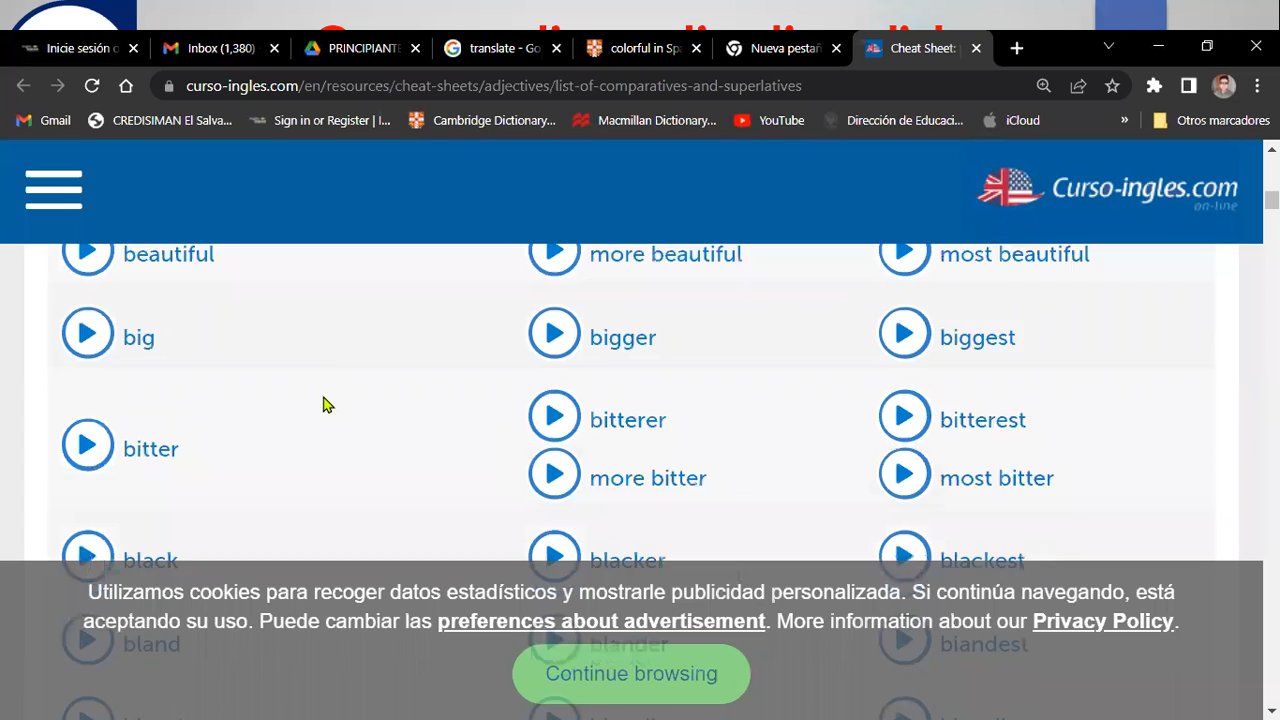 Inicie sesión o
Inbox (1,380)
PRINCIPIANTE
translate - Go
colorful in Spa
Nueva pestañ
Cheat Sheet:
curso-ingles.com/en/resources/cheat-sheets/adjectives/list-of-comparatives-and-superlatives
Gmail
CREDISIMAN El Salva...
Sign in or Register | I...
Cambridge Dictionary...
Macmillan Dictionary...
YouTube
Dirección de Educaci...
iCloud
»
Otros marcadores
Curso-ingles.com
on-line
beautiful more beautiful most beautiful
big bigger biggest
bitterer bitterest
bitter
more bitter most bitter
black blacker blackest
Utilizamos cookies para recoger datos estadísticos y mostrarle publicidad personalizada. Si continúa navegando, está
aceptando su uso. Puede cambiar las preferences about advertisement. More information about our Privacy Policy.
bland blander blandest
Continue browsing